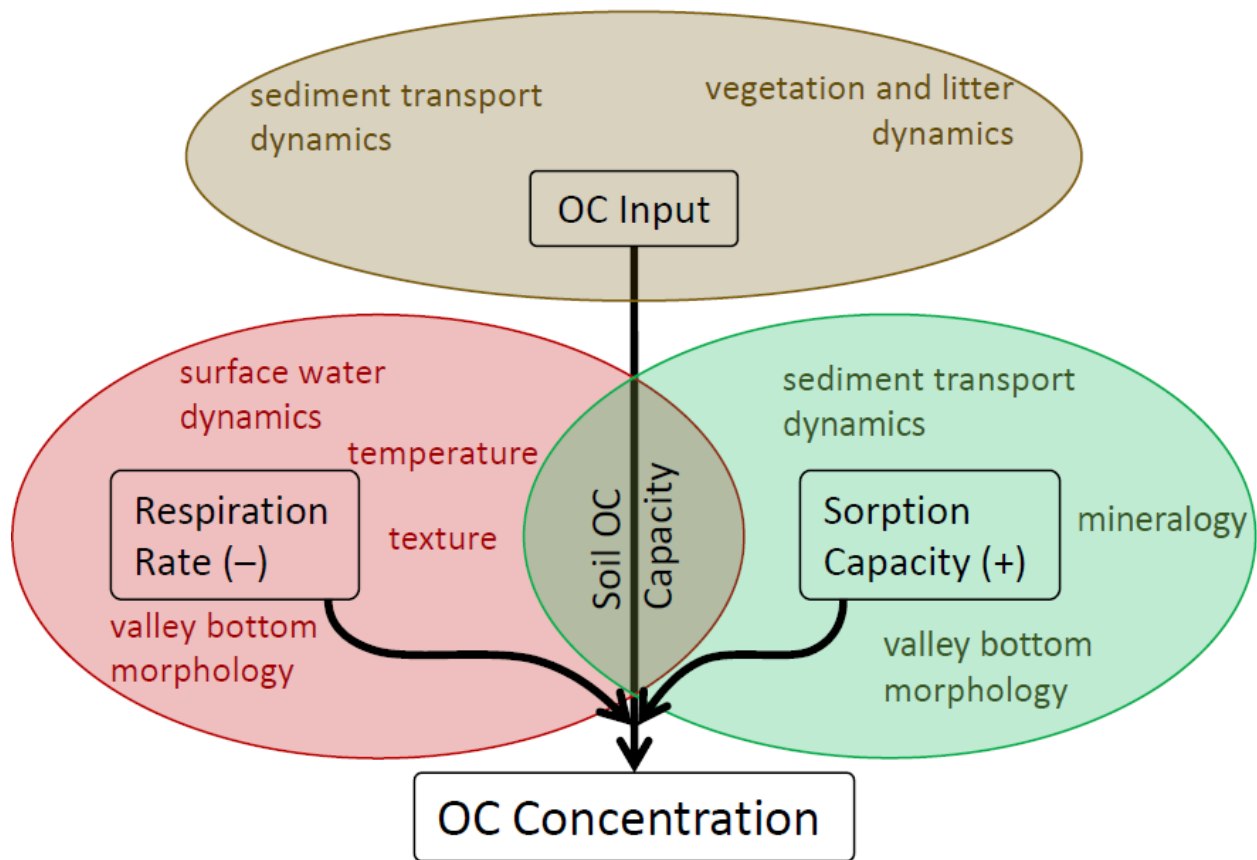 sediment transport
dynamics
vegetation and litter
dynamics
OC Input
surface water
dynamics
temperature
Respiration
Rate (–)
texture
valley bottom
morphology
Soil OC
Capacity
sediment transport
dynamics
Sorption
Capacity (+)
mineralogy
valley bottom
morphology
OC Concentration